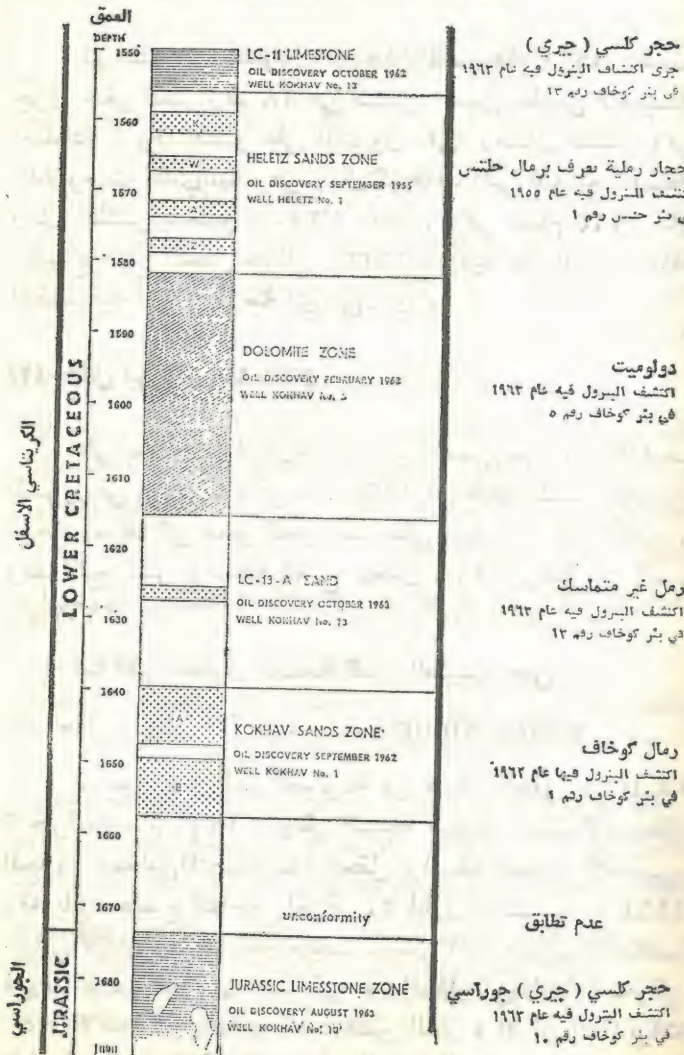 العمق
DEPTH
1550
1560
1570
1580
1590
1600
1610
1620
1630
1640
1650
1660
1670
1680
الكريتاسي الاسفل
LOWER CRETACEOUS
الجوراسي
JURASSIC
LC-11 LIMESTONE
OIL DISCOVERY OCTOBER 1962
WELL KOKHAV No. 13
حجر كلسي ( جيري )
جرى اكتشاف البترول فيه عام ١٩٦٢
في بئر كوخاف رقم ١٣
W
A
HELETZ SANDS ZONE
OIL DISCOVERY SEPTEMBER 1955
WELL HELETZ No. 1
حجار رملية تعرف برمال حلتس
البترول فيه عام ١٩٥٥
بئر رقم ١
DOLOMITE ZONE
OIL DISCOVERY FEBRUARY 1963
WELL KOKHAV No. 5
دولوميت
اكتشف البترول فيه عام ١٩٦٣
في بئر كوخاف رقم ٥
LC-13-A SAND
OIL DISCOVERY OCTOBER 1963
WELL KOKHAV No. 13
رمل غير متماسك
اكتشف البترول فيه عام ١٩٦٣
في بئر كوخاف رقم ١٣
A
KOKHAV SANDS ZONE
OIL DISCOVERY SEPTEMBER 1962
WELL KOKHAV No. 1
رمال كوخاف
اكتشف البترول فيها عام ١٩٦٢
في بئر كوخاف رقم ١
unconformity
عدم تطابق
JURASSIC LIMESSTONE ZONE
OIL DISCOVERY AUGUST 1963
WELL KOKHAV No. 10
حجر كلسي ( جيري ) جوراسي
اكتشف البترول فيه عام ١٩٦٣
في بئر كوخاف رقم ١٠